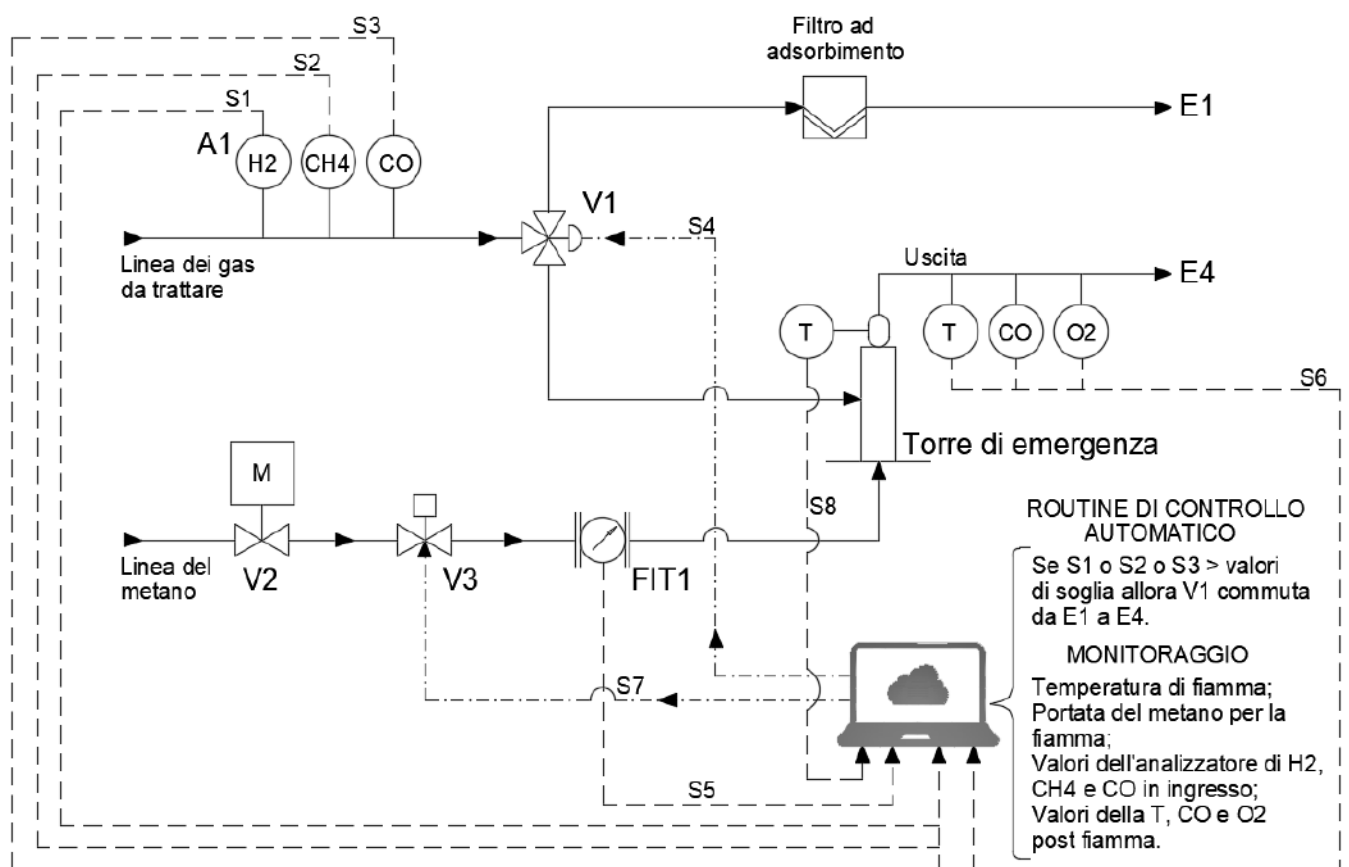 S3
Filtro ad
adsorbimento
S2
S1
E1
A1
H2
CH4
CO
V1
S4
Linea dei gas
da trattare
Uscita
E4
T
T
CO
O2
S6
Torre di emergenza
M
S8
Linea del
metano
V2
V3
FIT1
ROUTINE DI CONTROLLO
AUTOMATICO
Se S1 o S2 o S3 > valori
di soglia allora V1 commuta
da E1 a E4.
MONITORAGGIO
Temperatura di fiamma;
Portata del metano per la
fiamma;
Valori dell'analizzatore di H2,
CH4 e CO in ingresso;
Valori della T, CO e O2
post fiamma.
S7
S5